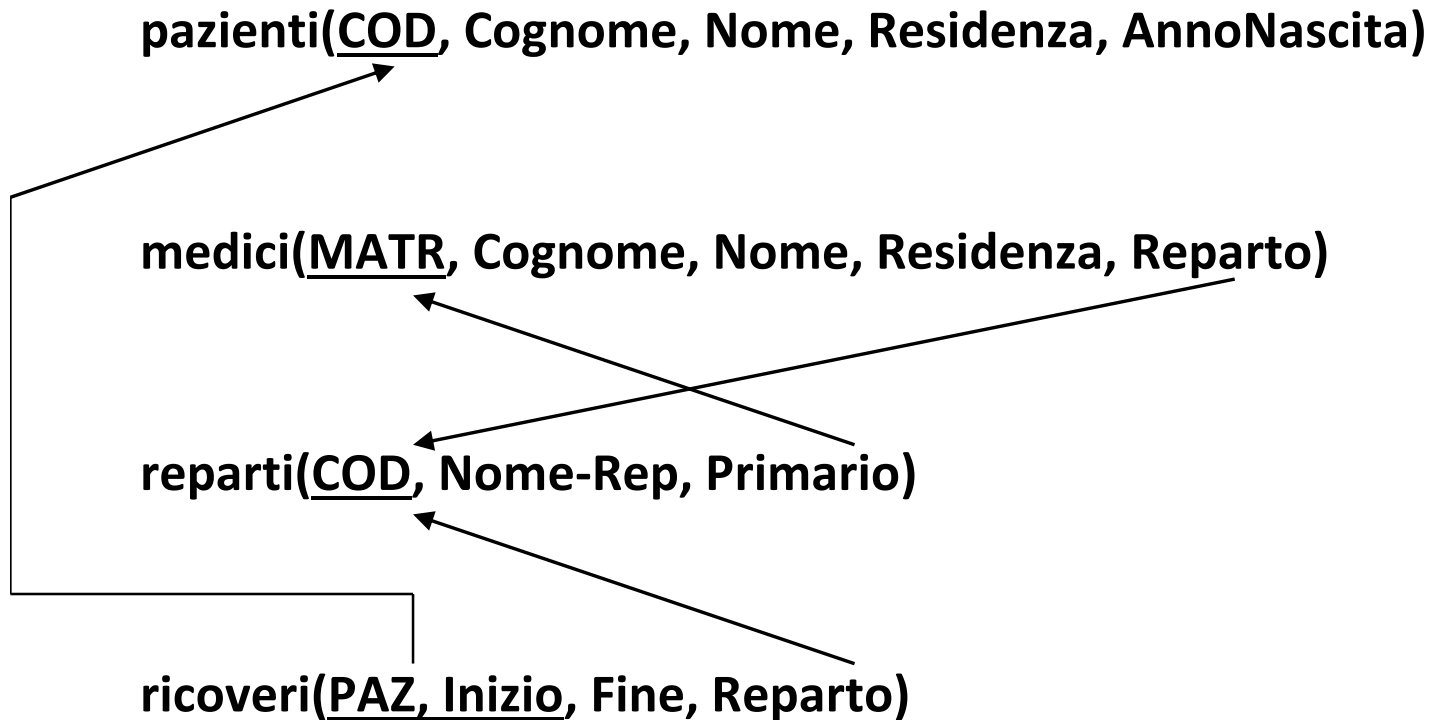 pazienti(COD, Cognome, Nome, Residenza, AnnoNascita)
medici(MATR, Cognome, Nome, Residenza, Reparto)
reparti(COD, Nome-Rep, Primario)
ricoveri(PAZ, Inizio, Fine, Reparto)